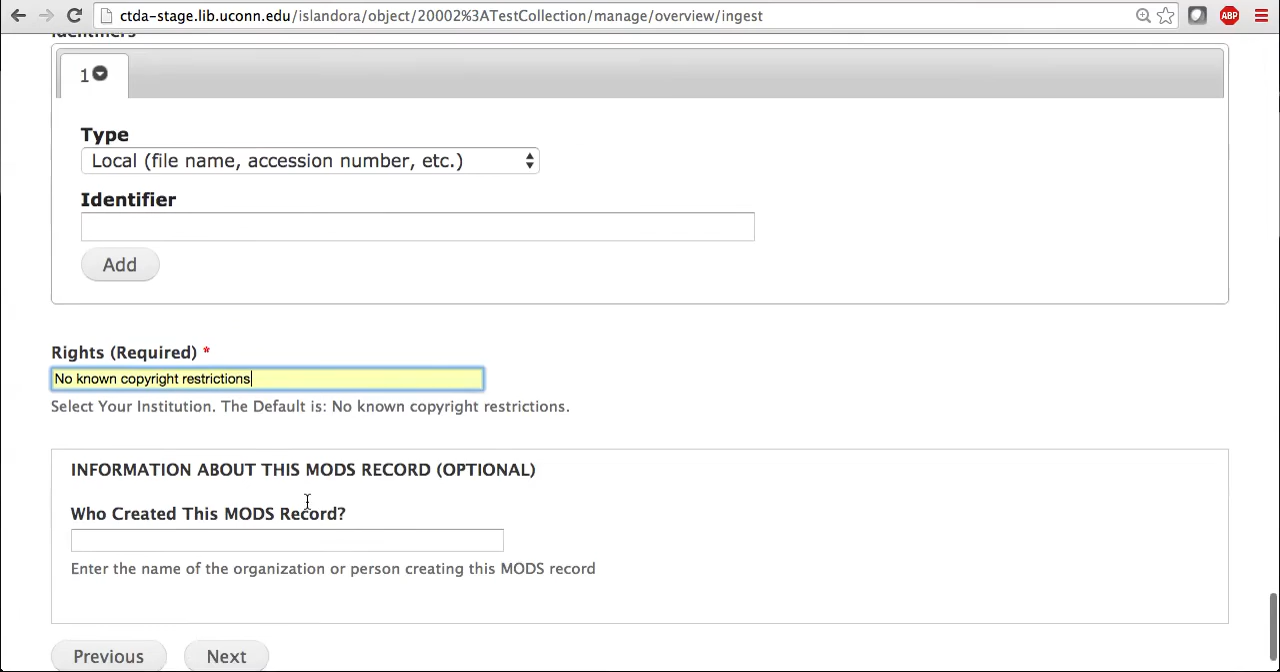 ctda-stage.lib.uconn.edu/islandora/object/20002%3ATestCollection/manage/overview/ingest
ABP
Identifiers
1
Type
Local (file name, accession number, etc.)
Identifier
Add
Rights (Required) *
No known copyright restrictions
Select Your Institution. The Default is: No known copyright restrictions.
INFORMATION ABOUT THIS MODS RECORD (OPTIONAL)
Who Created This MODS Record?
Enter the name of the organization or person creating this MODS record
Previous Next